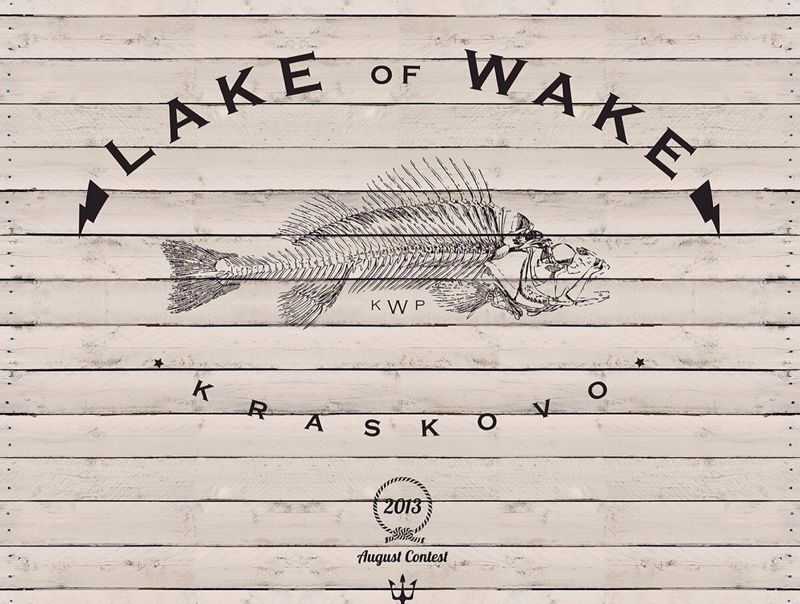 LAKE OF WAKE
KWP
KRASKOVO
2013
August Contest